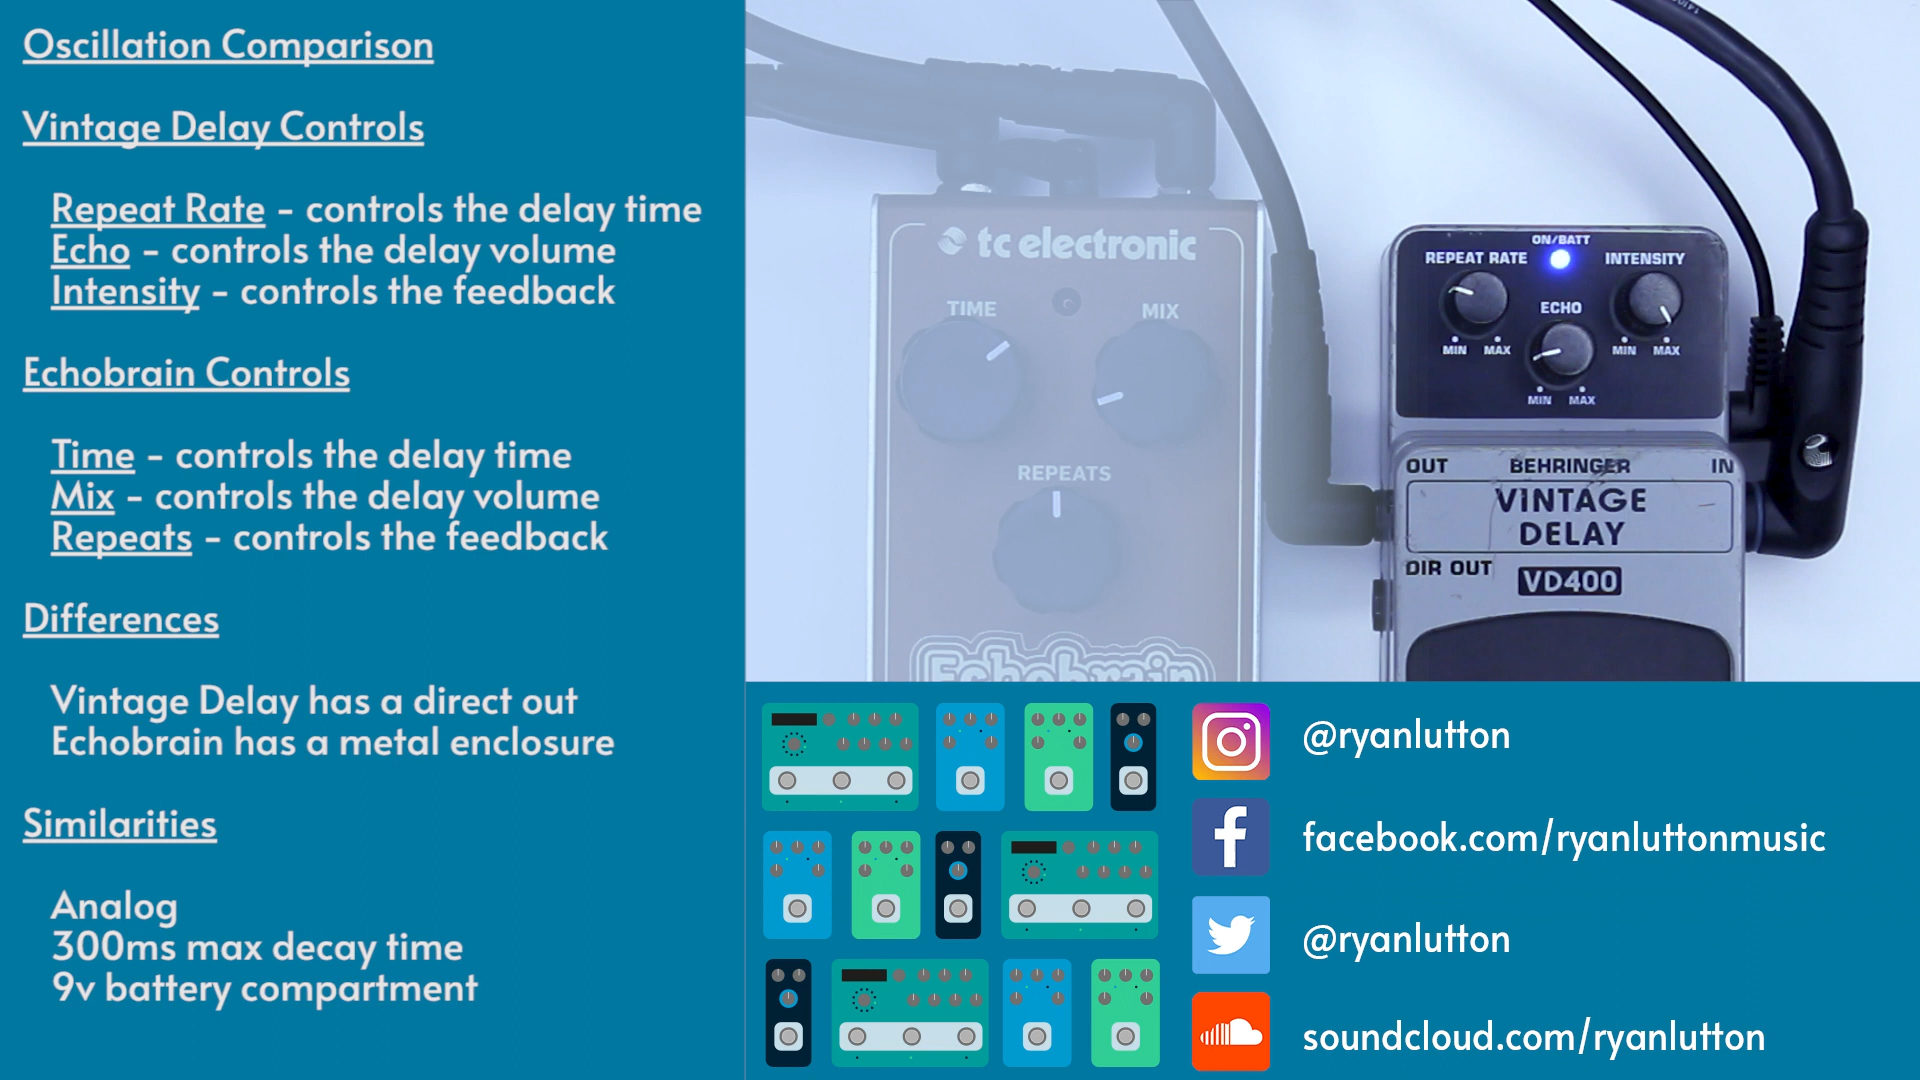 Oscillation Comparison
Vintage Delay Controls
Repeat Rate - controls the delay time
Echo - controls the delay volume
Intensity - controls the feedback
Echobrain Controls
Time - controls the delay time
Mix - controls the delay volume
Repeats - controls the feedback
Differences
Vintage Delay has a direct out
Echobrain has a metal enclosure
Similarities
Analog
300ms max decay time
9v battery compartment
tc electronic
TIME
MIX
REPEATS
Echobrain
ON/BATT
REPEAT RATE
INTENSITY
ECHO
MIN MAX
MIN MAX
MIN MAX
OUT BEHRINGER IN
VINTAGE
DELAY
DIR OUT
VD400
@ryanlutton
facebook.com/ryanluttonmusic
@ryanlutton
soundcloud.com/ryanlutton